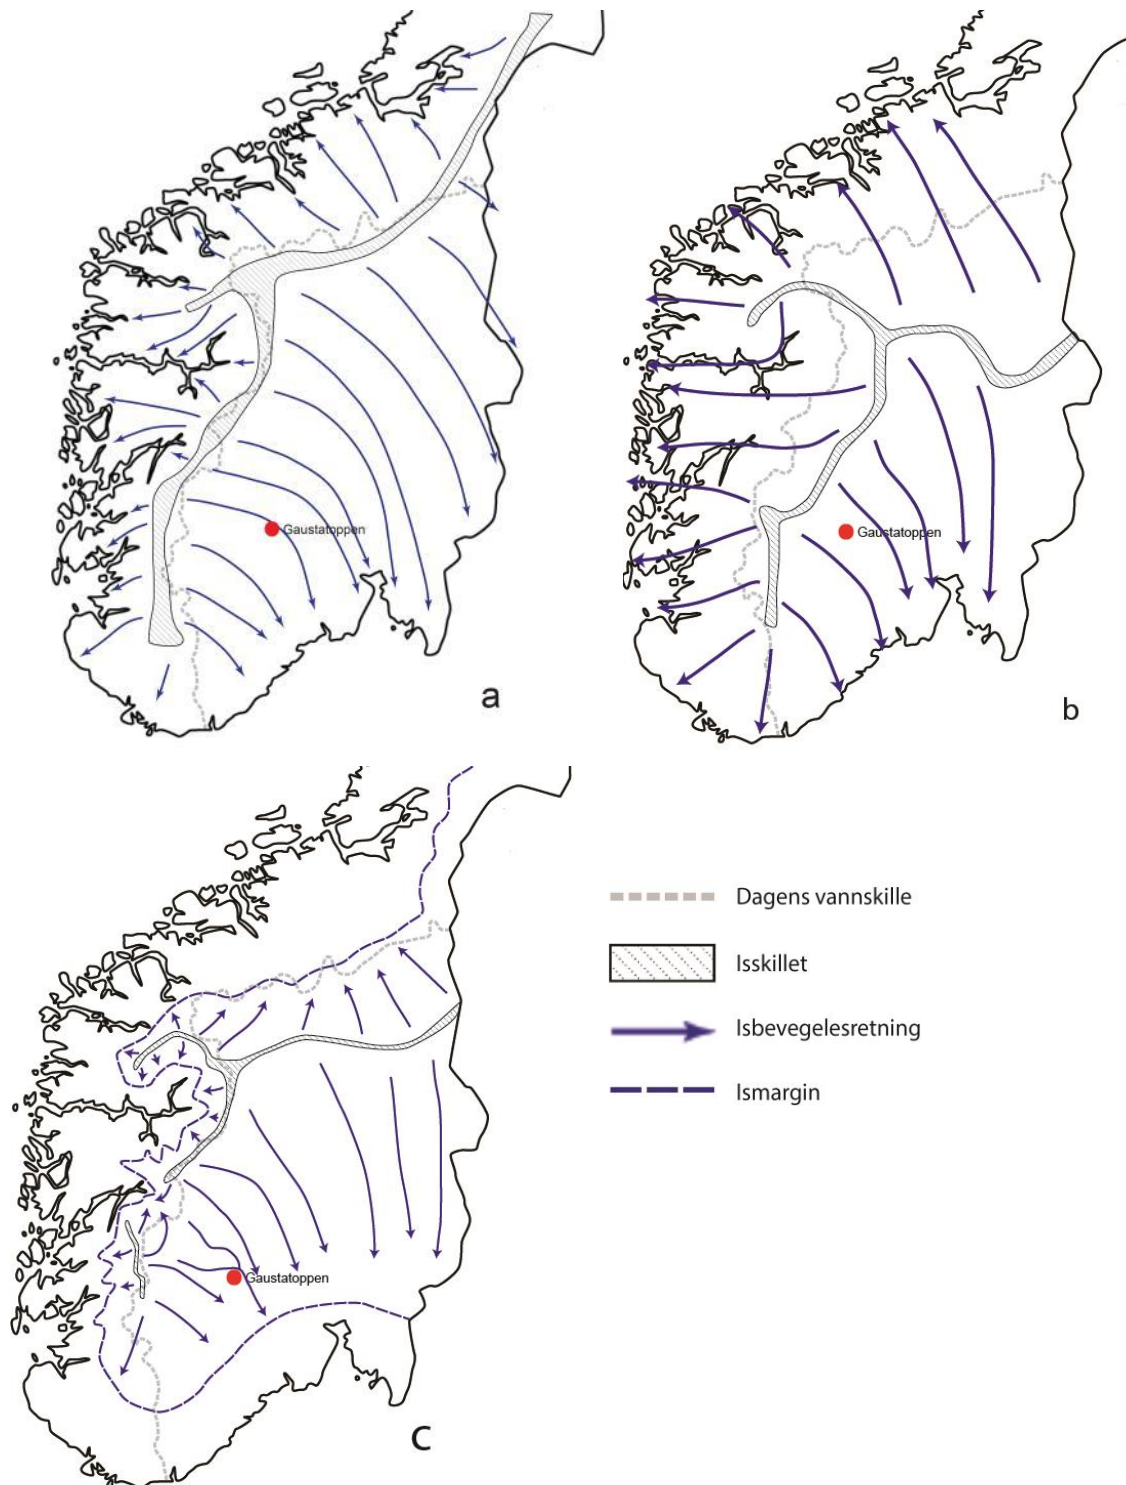 Gaustatoppen
a
Gaustatoppen
b
Gaustatoppen
c
Dagens vannskille
Isskillet
Isbevegelesretning
Ismargin